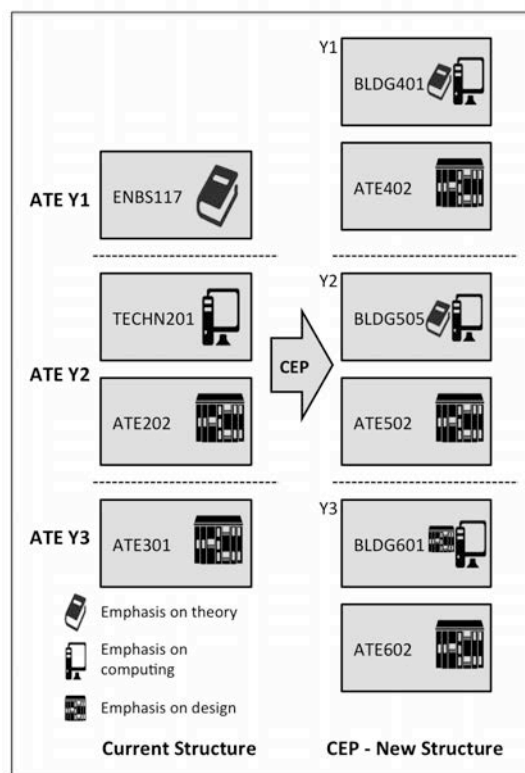 Y1
BLDG401
ATE Y1
ENBS117
ATE402
Y2
TECHN201
BLDG505
ATE Y2
CEP
ATE202
ATE502
Y3
ATE Y3
ATE301
BLDG601
Emphasis on theory
Emphasis on
computing
ATE602
Emphasis on design
Current Structure
CEP - New Structure